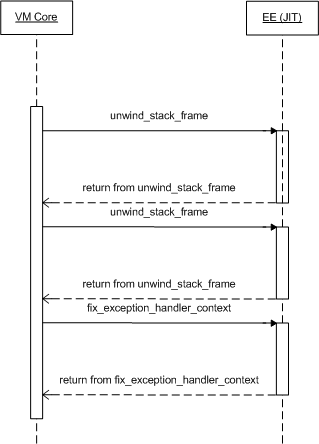 VM Core
EE (JIT)
unwind_stack_frame
return from unwind_stack_frame
unwind_stack_frame
return from unwind_stack_frame
fix_exception_handler_context
return from fix_exception_handler_context